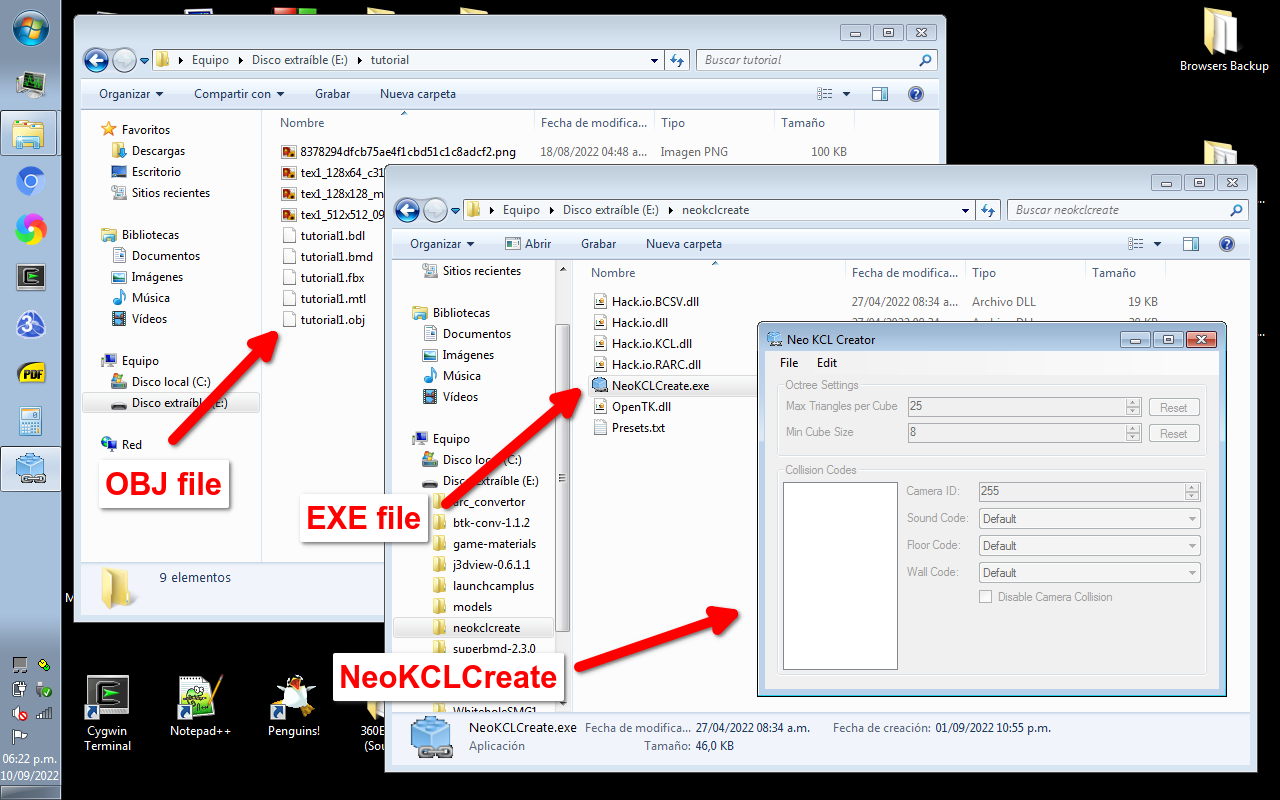 Browsers Backup
Equipo
Disco extraíble (E:)
tutorial
Buscar tutorial
Organizar
Compartir con
Grabar
Nueva carpeta
Favoritos
Descargas
Escritorio
Sitios recientes
Bibliotecas
Documentos
Imágenes
Música
Vídeos
Equipo
Disco local (C:)
Disco extraíble (E:)
Red
Nombre
Fecha de modifica...
Tipo
Tamaño
8378294dfcb75ae4f1cbd51c1c8adcf2.png
18/08/2022 04:48 a...
Imagen PNG
100 KB
tex1_128x64_c31
tex1_128x128_m
tex1_512x512_09
tutorial1.bdl
tutorial1.bmd
tutorial1.fbx
tutorial1.mtl
tutorial1.obj
9 elementos
OBJ file
Equipo
Disco extraíble (E:)
neokclcreate
Buscar neokclcreate
Organizar
Abrir
Grabar
Nueva carpeta
Sitios recientes
Bibliotecas
Documentos
Imágenes
Música
Vídeos
Equipo
Disco local (C:)
Disco extraíble (E:)
arc_convertor
btk-conv-1.1.2
game-materials
j3dview-0.6.1.1
launchcamplus
models
neokclcreate
superbmd-2.3.0
WhiteholeSMG1
Nombre
Fecha de modifica...
Tipo
Tamaño
Hack.io.BCSV.dll
27/04/2022 08:34 a...
Archivo DLL
19 KB
Hack.io.dll
27/04/2022 08:34 a...
Archivo DLL
Hack.io.KCL.dll
Hack.io.RARC.dll
NeoKCLCreate.exe
OpenTK.dll
Presets.txt
EXE file
NeoKCLCreate
Neo KCL Creator
File
Edit
Octree Settings
Max Triangles per Cube
25
Reset
Min Cube Size
8
Reset
Collision Codes
Camera ID:
255
Sound Code:
Default
Floor Code:
Default
Wall Code:
Default
Disable Camera Collision
NeoKCLCreate.exe
Fecha de modifica...
27/04/2022 08:34 a.m.
Fecha de creación:
01/09/2022 10:55 p.m.
Aplicación
Tamaño:
46,0 KB
Cygwin
Terminal
Notepad++
Penguins!
360E
(Sou
PDF
06:22 p.m.
10/09/2022